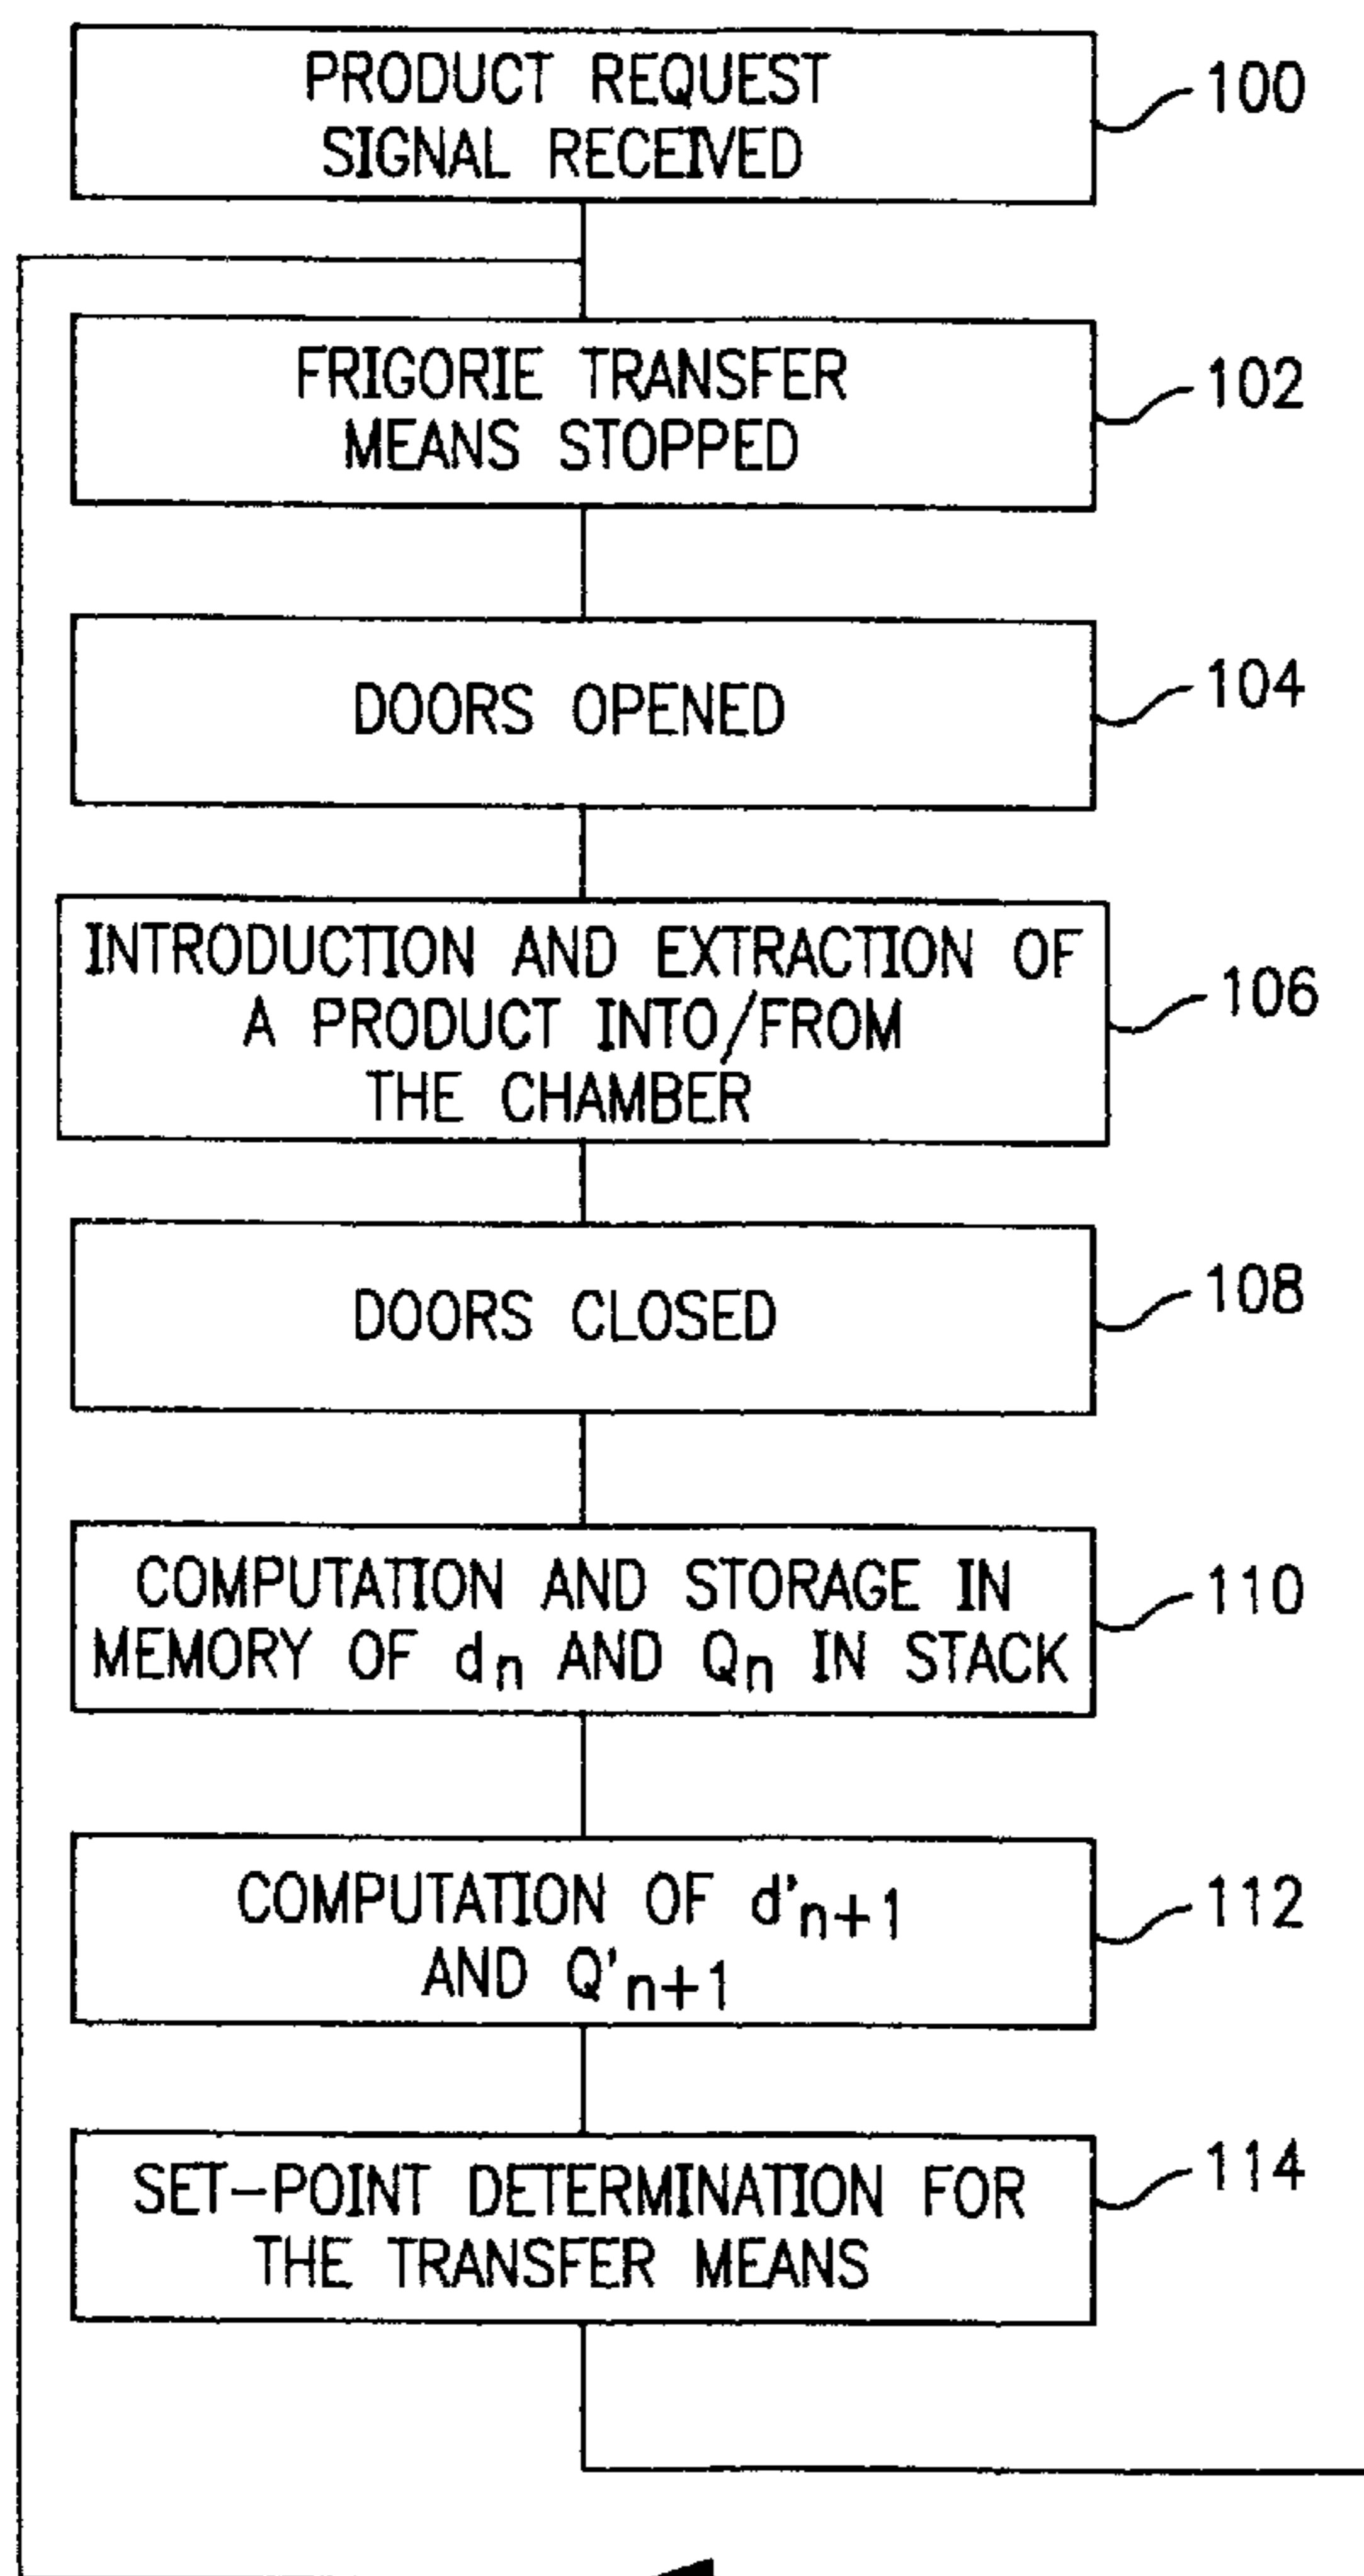 PRODUCT REQUEST
SIGNAL RECEIVED
100
FRIGORIE TRANSFER
MEANS STOPPED
102
DOORS OPENED
104
INTRODUCTION AND EXTRACTION OF
A PRODUCT INTO/FROM
THE CHAMBER
106
DOORS CLOSED
108
COMPUTATION AND STORAGE IN
MEMORY OF dn AND Qn IN STACK
110
COMPUTATION OF d'n+1
AND Q'n+1
112
SET-POINT DETERMINATION FOR
THE TRANSFER MEANS
114